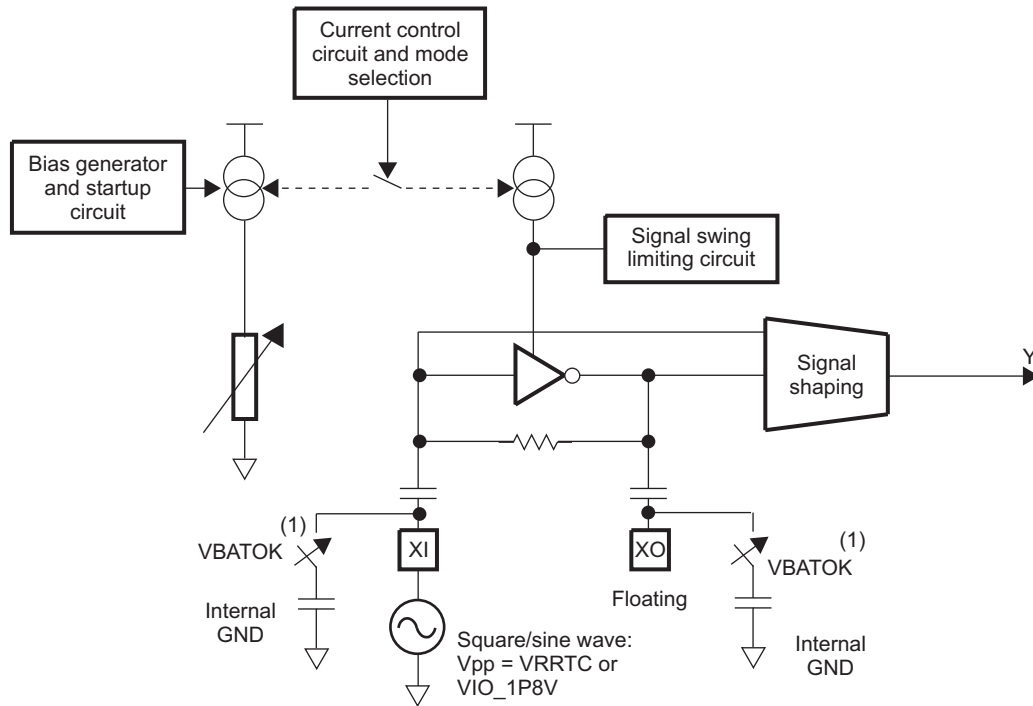 Current control
circuit and mode
selection
Bias generator
and startup
circuit
Signal swing
limiting circuit
Signal
shaping
Y
(1)
VBATOK
XI
XO
(1)
VBATOK
Floating
Internal
GND
Square/sine wave:
Vpp = VRRTC or
VIO_1P8V
Internal
GND